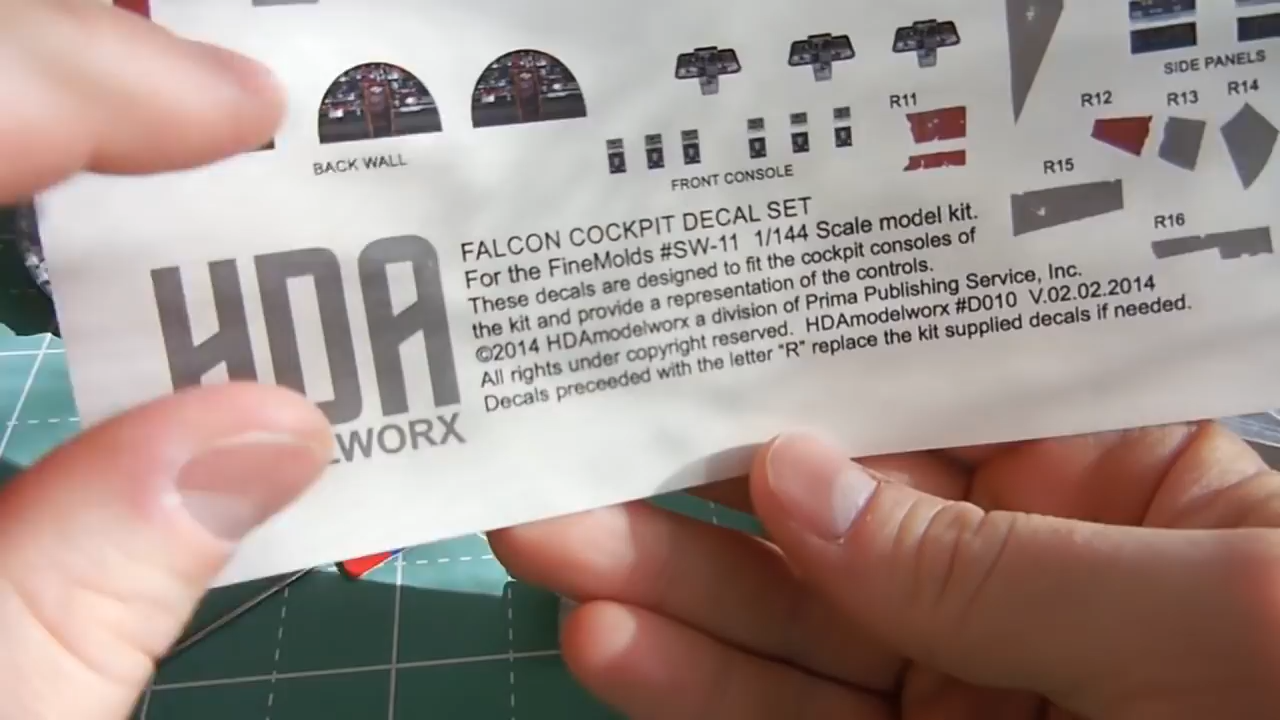 SIDE PANELS
R11
R12
R13
R14
BACK WALL
FRONT CONSOLE
R15
R16
HDA
WORX
FALCON COCKPIT DECAL SET
For the FineMolds #SW-11 1/144 Scale model kit.
These decals are designed to fit the cockpit consoles of
the kit and provide a representation of the controls.
©2014 HDAmodelworx a division of Prima Publishing Service, Inc.
All rights under copyright reserved. HDAmodelworx #D010 V.02.02.2014
Decals preceeded with the letter "R" replace the kit supplied decals if needed.